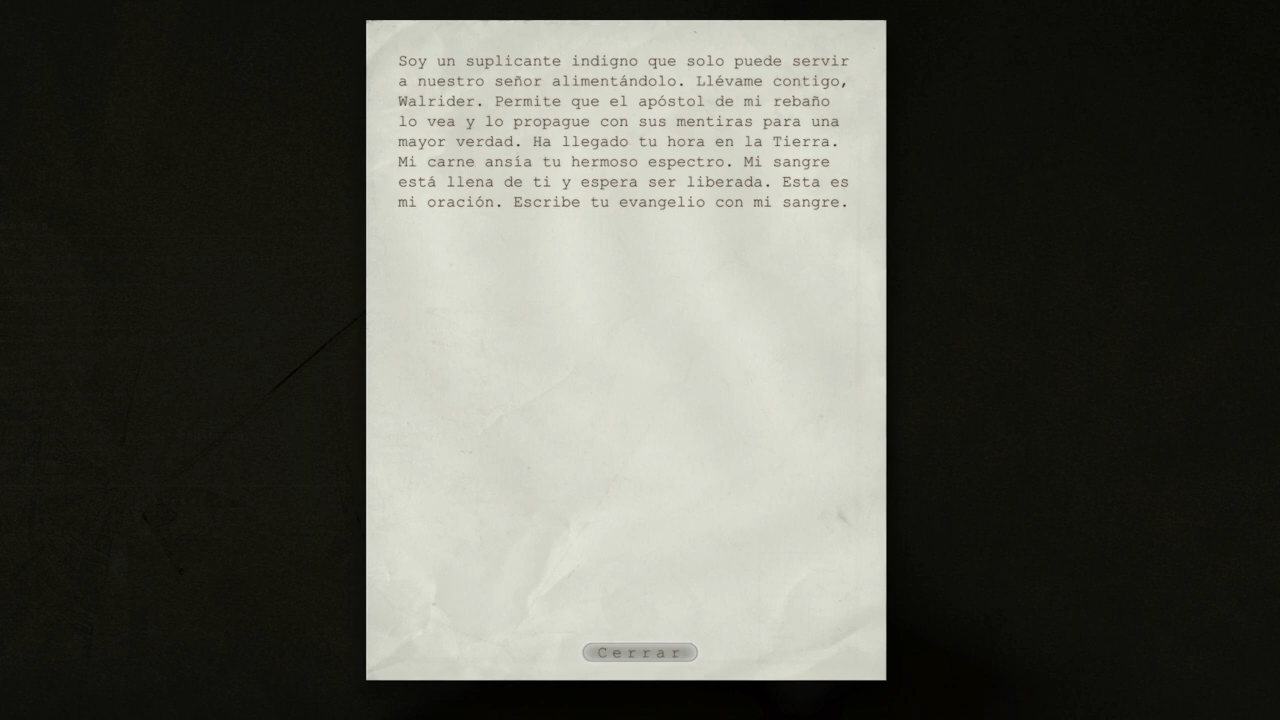 Soy un suplicante indigno que solo puede servir
a nuestro señor alimentándolo. Llévame contigo,
Walrider. Permite que el apóstol de mi rebaño
lo vea y lo propague con sus mentiras para una
mayor verdad. Ha llegado tu hora en la Tierra.
Mi carne ansía tu hermoso espectro. Mi sangre
está llena de ti y espera ser liberada. Esta es
mi oración. Escribe tu evangelio con mi sangre.
Cerrar